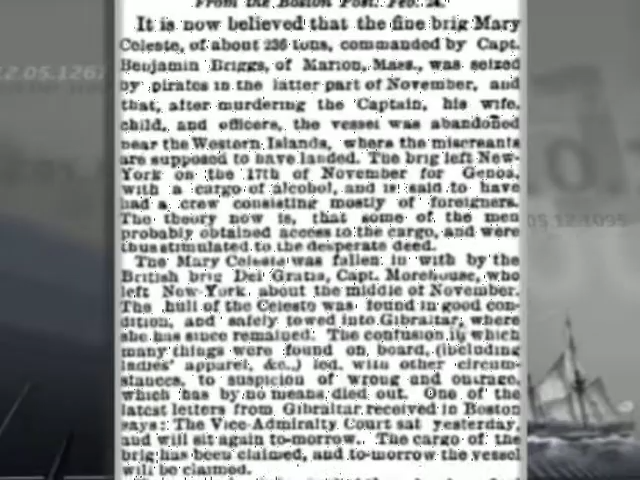 From the Boston Post, Feb. 24.
It is now believed that the fine brig Mary
Celeste, of about 236 tons, commanded by Capt.
Benjamin Briggs, of Marion, Mass., was seized
by pirates in the latter part of November, and
that, after murdering the Captain, his wife,
child, and officers, the vessel was abandoned
near the Western Islands, where the miscreants
are supposed to have landed. The brig left New-
York on the 17th of November for Genoa,
with a cargo of alcohol, and is said to have
had a crew consisting mostly of foreigners.
The theory now is, that some of the men
probably obtained access to the cargo, and were
thus stimulated to the desperate deed.
The Mary Celeste was fallen in with by the
British brig Dei Gratia, Capt. Morehouse, who
left New-York about the middle of November.
The hull of the Celeste was found in good con-
dition, and safely towed into Gibraltar, where
she has since remained. The confusion in which
many things were found on board, (including
ladies' apparel, &c.,) led, with other circum-
stances, to suspicion of wrong and outrage,
which has by no means died out. One of the
latest letters from Gibraltar received in Boston
says: The Vice-Admiralty Court sat yesterday,
and will sit again to-morrow. The cargo of the
brig has been claimed, and to-morrow the vessel
will be claimed.
12.05.1261
05 12.1095